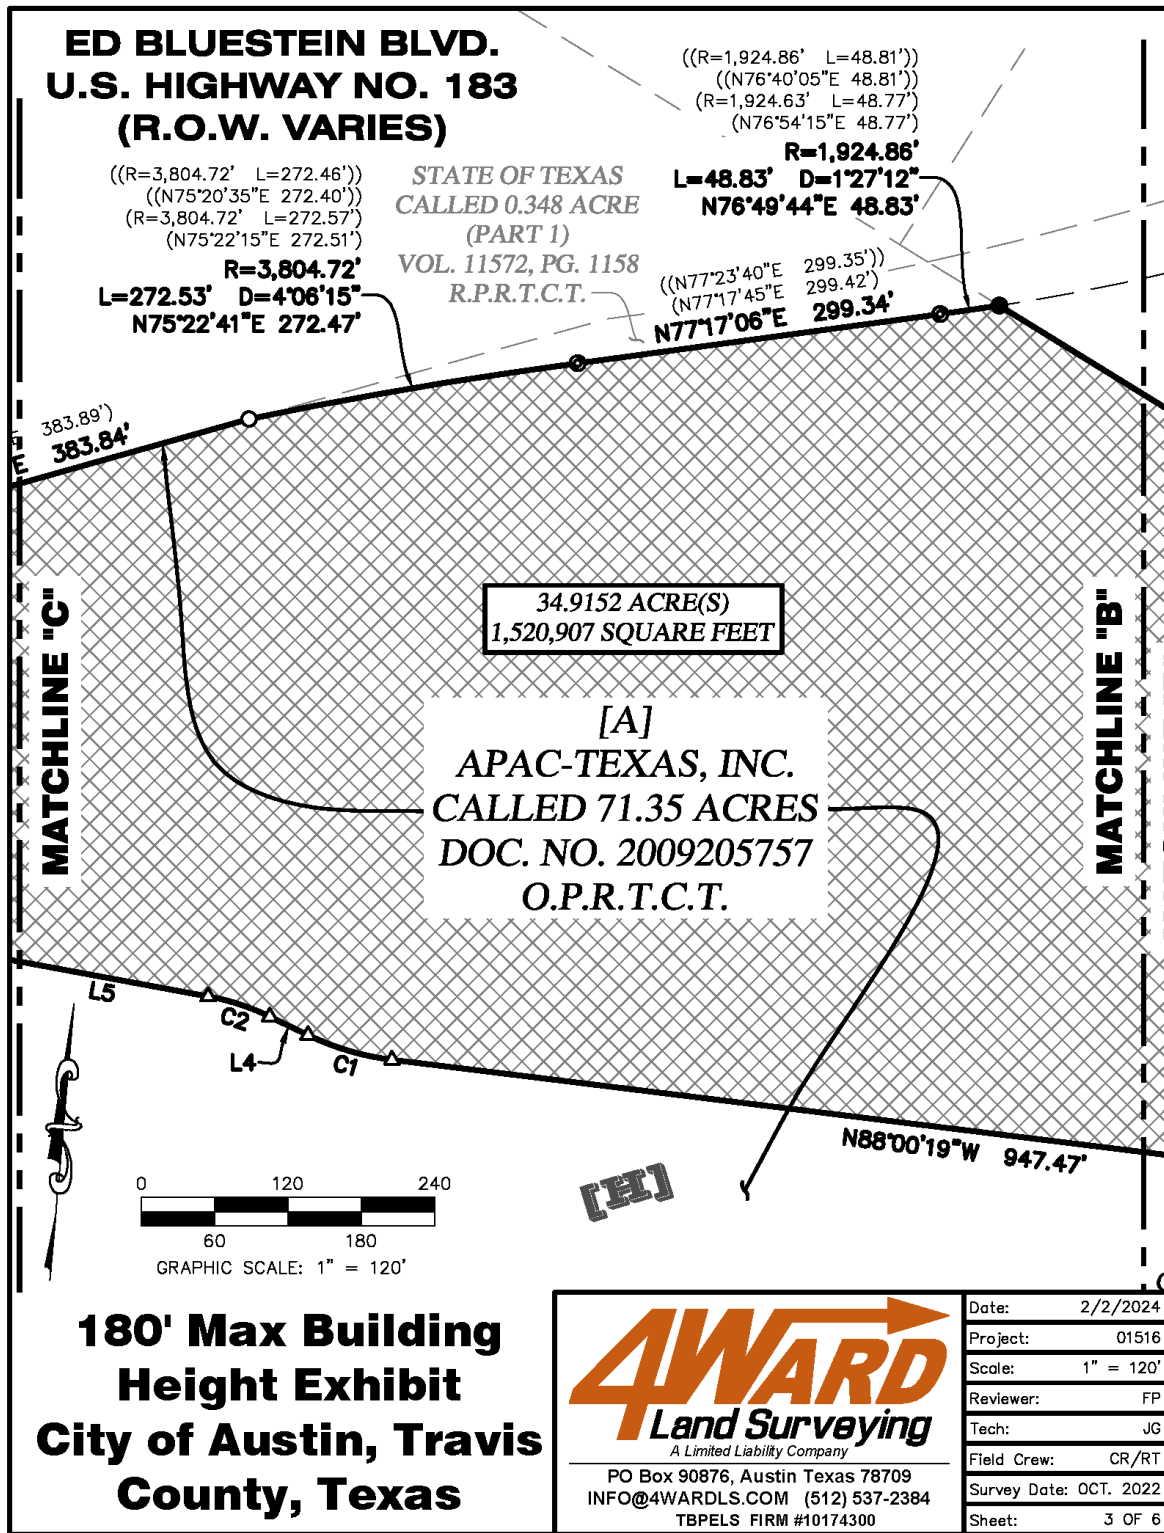 ED BLUESTEIN BLVD.
U.S. HIGHWAY NO. 183
(R.O.W. VARIES)
((R=1,924.86' L=48.81'))
((N76°40'05"E 48.81'))
(R=1,924.63' L=48.77')
(N76°54'15"E 48.77')
R=1,924.86'
L=48.83' D=1°27'12"
N76°49'44"E 48.83'
((R=3,804.72' L=272.46'))
((N75°20'35"E 272.40'))
(R=3,804.72' L=272.57')
(N75°22'15"E 272.51')
R=3,804.72'
L=272.53' D=4°06'15"
N75°22'41"E 272.47'
STATE OF TEXAS
CALLED 0.348 ACRE
(PART 1)
VOL. 11572, PG. 1158
R.P.R.T.C.T.
((N77°23'40"E 299.35'))
(N77°17'45"E 299.42')
N77°17'06"E 299.34'
383.89')
E 383.84'
MATCHLINE "C"
34.9152 ACRE(S)
1,520,907 SQUARE FEET
[A]
APAC-TEXAS, INC.
CALLED 71.35 ACRES
DOC. NO. 2009205757
O.P.R.T.C.T.
MATCHLINE "B"
L5
C2
L4
C1
N88°00'19"W 947.47'
[H]
0 120 240
60 180
GRAPHIC SCALE: 1" = 120'
180' Max Building
Height Exhibit
City of Austin, Travis
County, Texas
4WARD
Land Surveying
A Limited Liability Company
PO Box 90876, Austin Texas 78709
INFO@4WARDLS.COM (512) 537-2384
TBPELS FIRM #10174300
Date: 2/2/2024
Project: 01516
Scale: 1" = 120'
Reviewer: FP
Tech: JG
Field Crew: CR/RT
Survey Date: OCT. 2022
Sheet: 3 OF 6